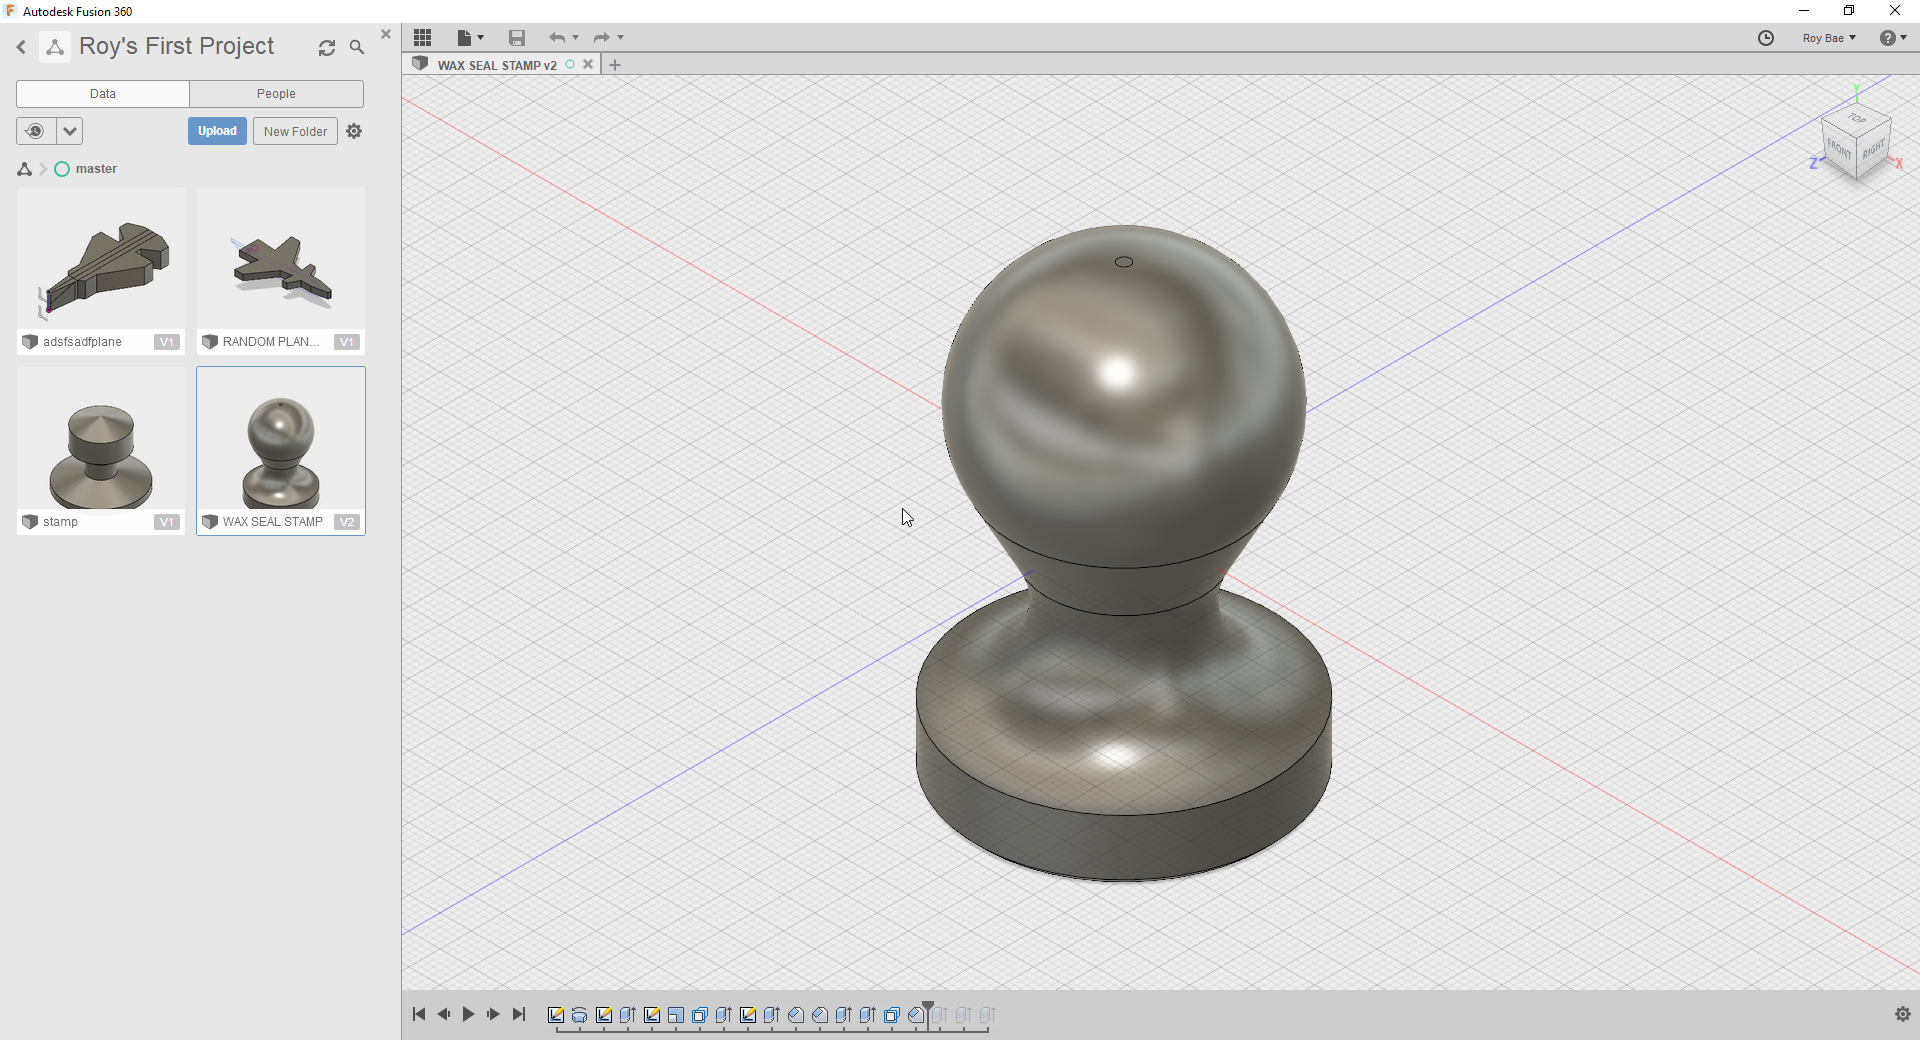 Autodesk Fusion 360
Roy's First Project
Data
People
Upload
New Folder
master
adsfsadfplane
V1
RANDOM PLAN...
V1
stamp
V1
WAX SEAL STAMP
V2
Roy Bae
WAX SEAL STAMP v2
Y
TOP
FRONT
RIGHT
Z
X